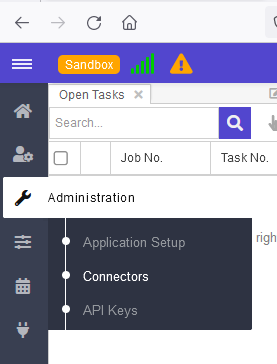 Sandbox
Open Tasks
Search...
Job No. Task No.
Administration
Application Setup
righ
Connectors
API Keys